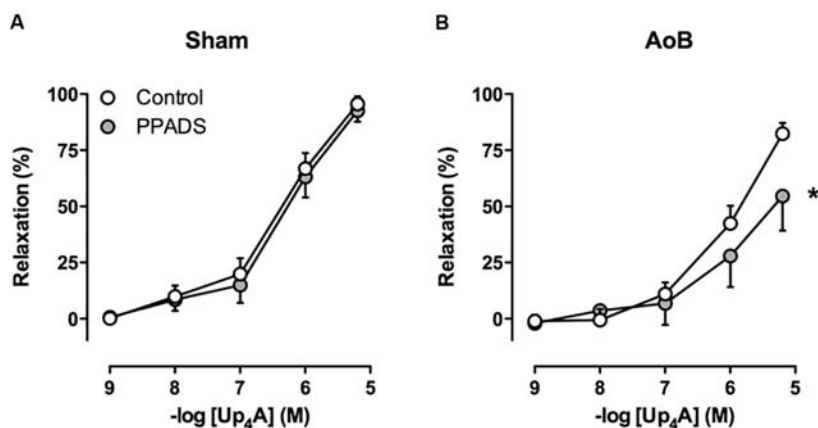 A
Sham
Relaxation (%)
100
75
50
25
0
Control
PPADS
9 8 7 6 5
-log [Up₄A] (M)
B
AoB
Relaxation (%)
100
75
50
25
0
*
9 8 7 6 5
-log [Up₄A] (M)